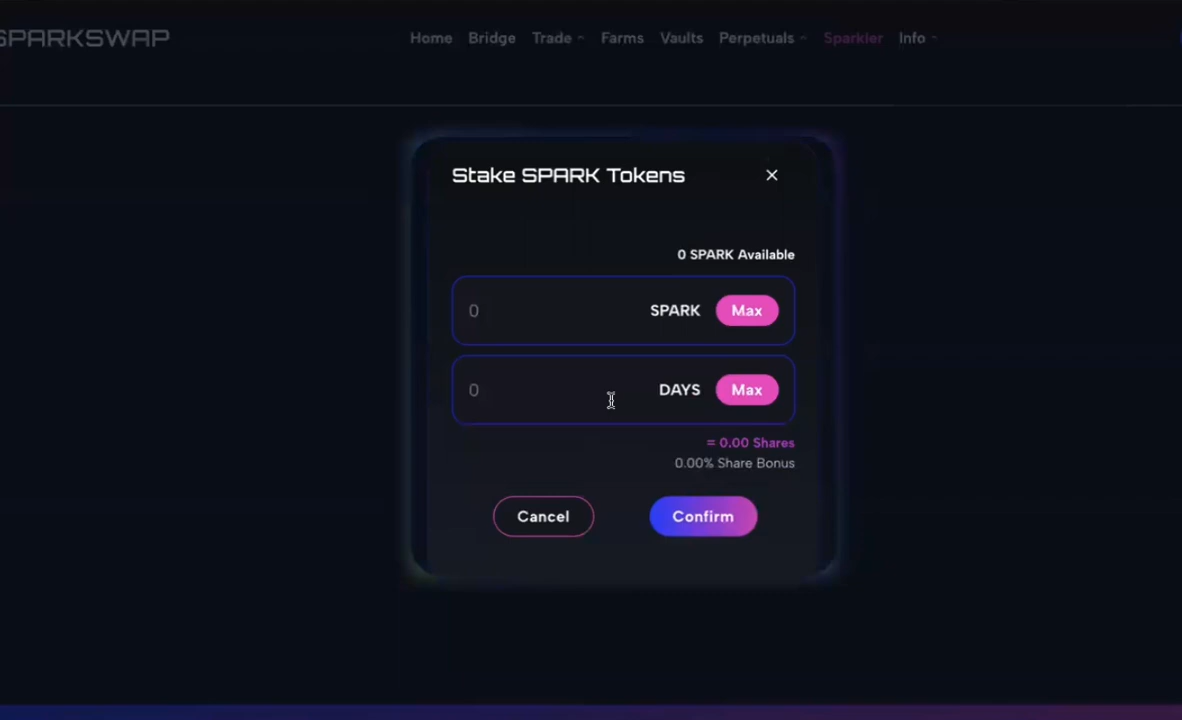 SPARKSWAP
Home Bridge Trade Farms Vaults Perpetuals Sparkler Info
Stake SPARK Tokens
0 SPARK Available
0 SPARK Max
0 DAYS Max
= 0.00 Shares
0.00% Share Bonus
Cancel Confirm